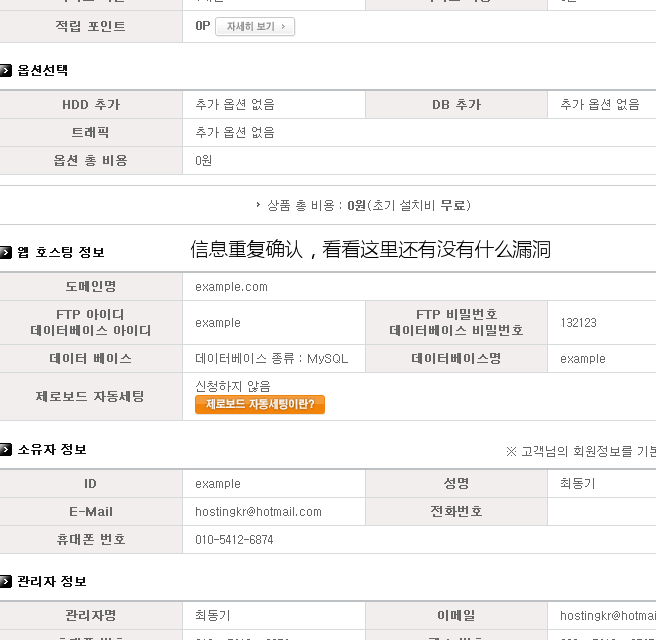 적립 포인트 0P 자세히 보기 ›
옵션선택
HDD 추가 추가 옵션 없음 DB 추가 추가 옵션 없음
트래픽 추가 옵션 없음
옵션 총 비용 0원
상품 총 비용 : 0원(초기 설치비 무료)
웹 호스팅 정보 信息重复确认，看看这里还有没有什么漏洞
도메인명 example.com
FTP 아이디
데이터베이스 아이디 example
FTP 비밀번호
데이터베이스 비밀번호 132123
데이터 베이스 데이터베이스 종류 : MySQL 데이터베이스명 example
제로보드 자동세팅 신청하지 않음
제로보드 자동세팅이란?
소유자 정보 ※ 고객님의 회원정보를 기본
ID example 성명 최동기
E-Mail hostingkr@hotmail.com 전화번호
휴대폰 번호 010-5412-6874
관리자 정보
관리자명 최동기 이메일 hostingkr@hotmai